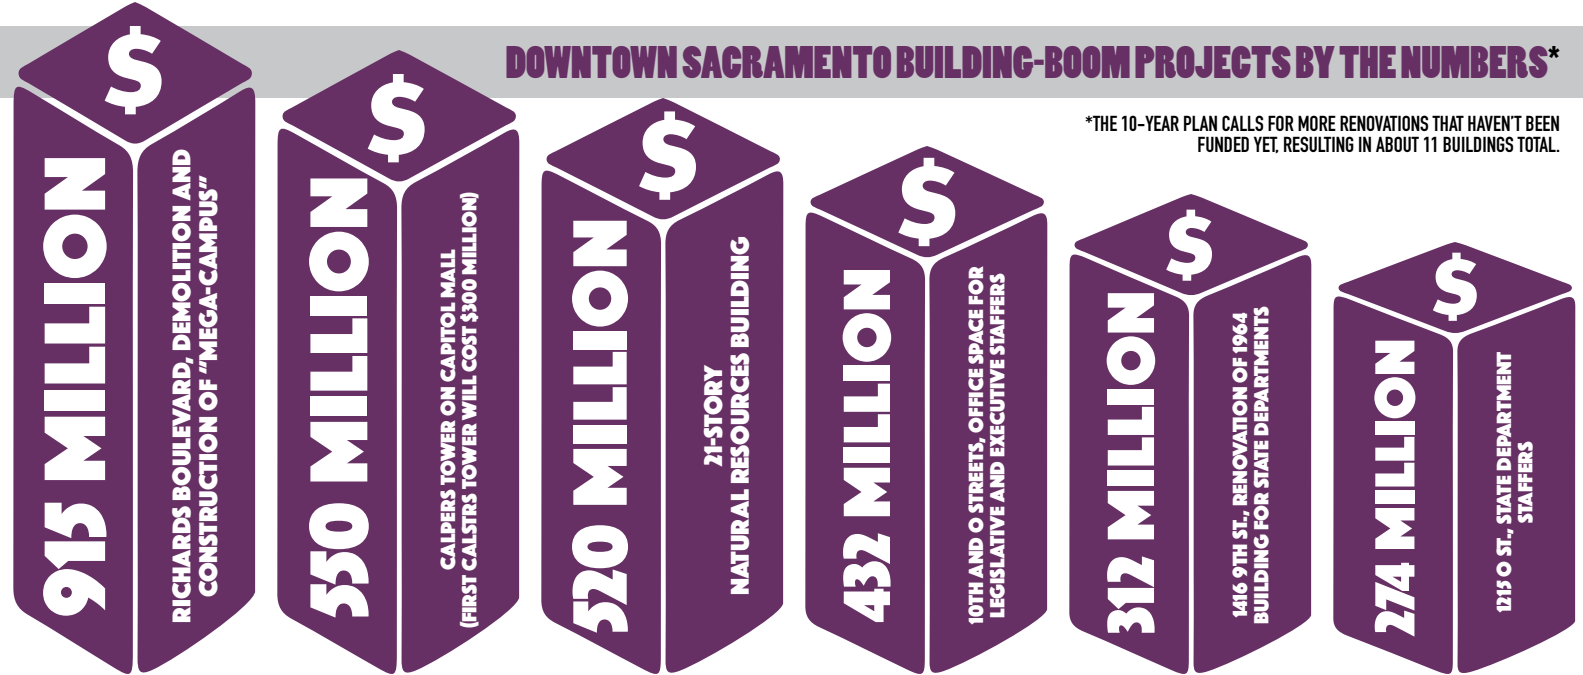 DOWNTOWN SACRAMENTO BUILDING-BOOM PROJECTS BY THE NUMBERS*
*THE 10-YEAR PLAN CALLS FOR MORE RENOVATIONS THAT HAVEN'T BEEN
FUNDED YET, RESULTING IN ABOUT 11 BUILDINGS TOTAL.
$
915 MILLION
RICHARDS BOULEVARD, DEMOLITION AND
CONSTRUCTION OF "MEGA-CAMPUS"
$
550 MILLION
CALPERS TOWER ON CAPITOL MALL
(FIRST CALSTRS TOWER WILL COST $300 MILLION)
$
520 MILLION
21-STORY
NATURAL RESOURCES BUILDING
$
432 MILLION
10TH AND O STREETS, OFFICE SPACE FOR
LEGISLATIVE AND EXECUTIVE STAFFERS
$
312 MILLION
1416 9TH ST., RENOVATION OF 1964
BUILDING FOR STATE DEPARTMENTS
$
274 MILLION
1215 O ST., STATE DEPARTMENT
STAFFERS